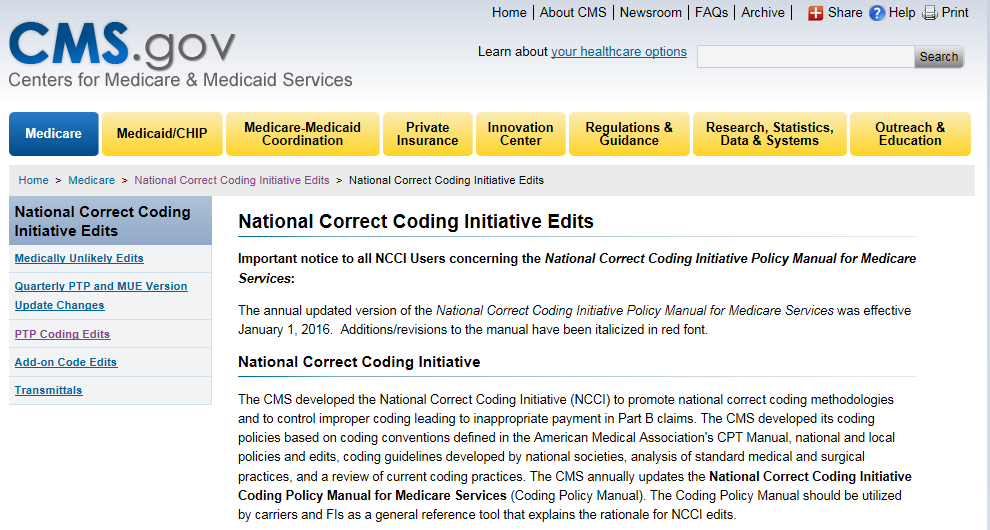 Home | About CMS | Newsroom | FAQs | Archive | Share Help Print
CMS.gov
Centers for Medicare & Medicaid Services
Learn about your healthcare options
Search
Medicare
Medicaid/CHIP
Medicare-Medicaid
Coordination
Private
Insurance
Innovation
Center
Regulations &
Guidance
Research, Statistics,
Data & Systems
Outreach &
Education
Home > Medicare > National Correct Coding Initiative Edits > National Correct Coding Initiative Edits
National Correct Coding
Initiative Edits
Medically Unlikely Edits
Quarterly PTP and MUE Version
Update Changes
PTP Coding Edits
Add-on Code Edits
Transmittals
National Correct Coding Initiative Edits
Important notice to all NCCI Users concerning the National Correct Coding Initiative Policy Manual for Medicare
Services:
The annual updated version of the National Correct Coding Initiative Policy Manual for Medicare Services was effective
January 1, 2016. Additions/revisions to the manual have been italicized in red font.
National Correct Coding Initiative
The CMS developed the National Correct Coding Initiative (NCCI) to promote national correct coding methodologies
and to control improper coding leading to inappropriate payment in Part B claims. The CMS developed its coding
policies based on coding conventions defined in the American Medical Association's CPT Manual, national and local
policies and edits, coding guidelines developed by national societies, analysis of standard medical and surgical
practices, and a review of current coding practices. The CMS annually updates the National Correct Coding Initiative
Coding Policy Manual for Medicare Services (Coding Policy Manual). The Coding Policy Manual should be utilized
by carriers and FIs as a general reference tool that explains the rationale for NCCI edits.